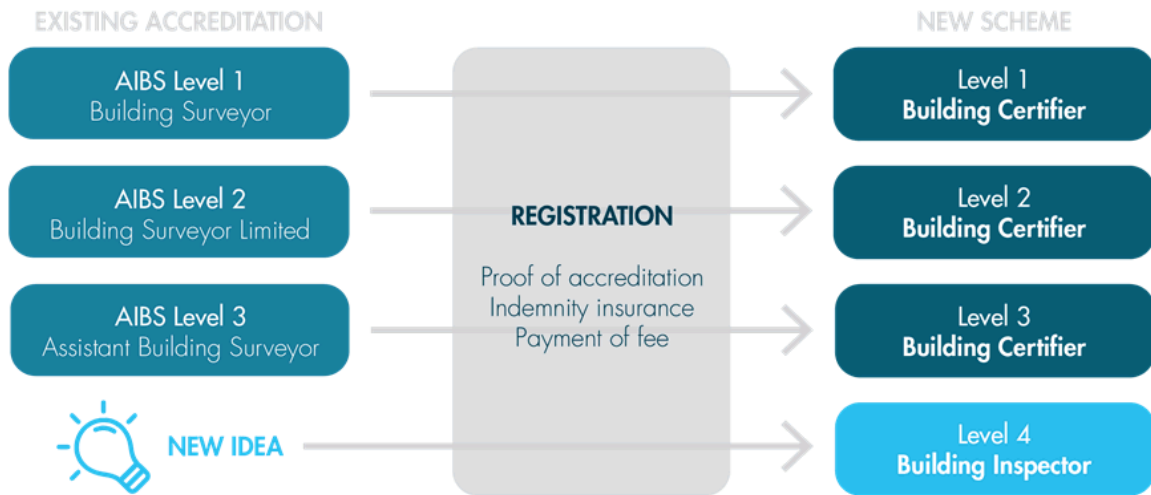 EXISTING ACCREDITATION
NEW SCHEME
AIBS Level 1
Building Surveyor
Level 1
Building Certifier
AIBS Level 2
Building Surveyor Limited
REGISTRATION
Proof of accreditation
Indemnity insurance
Payment of fee
Level 2
Building Certifier
AIBS Level 3
Assistant Building Surveyor
Level 3
Building Certifier
NEW IDEA
Level 4
Building Inspector